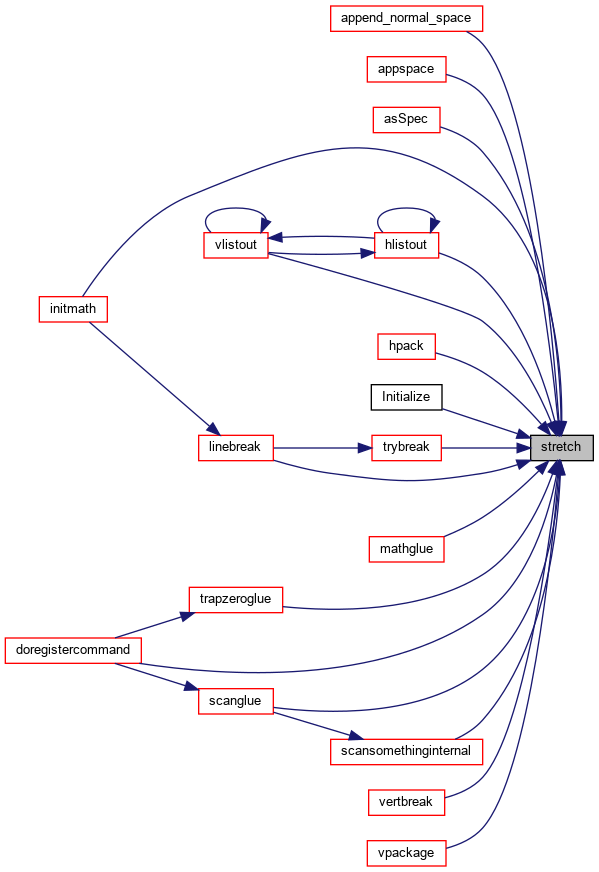 append_normal_space
appspace
asSpec
vlistout
hlistout
initmath
hpack
Initialize
linebreak
trybreak
stretch
mathglue
trapzeroglue
doregistercommand
scanglue
scansomethinginternal
vertbreak
vpackage